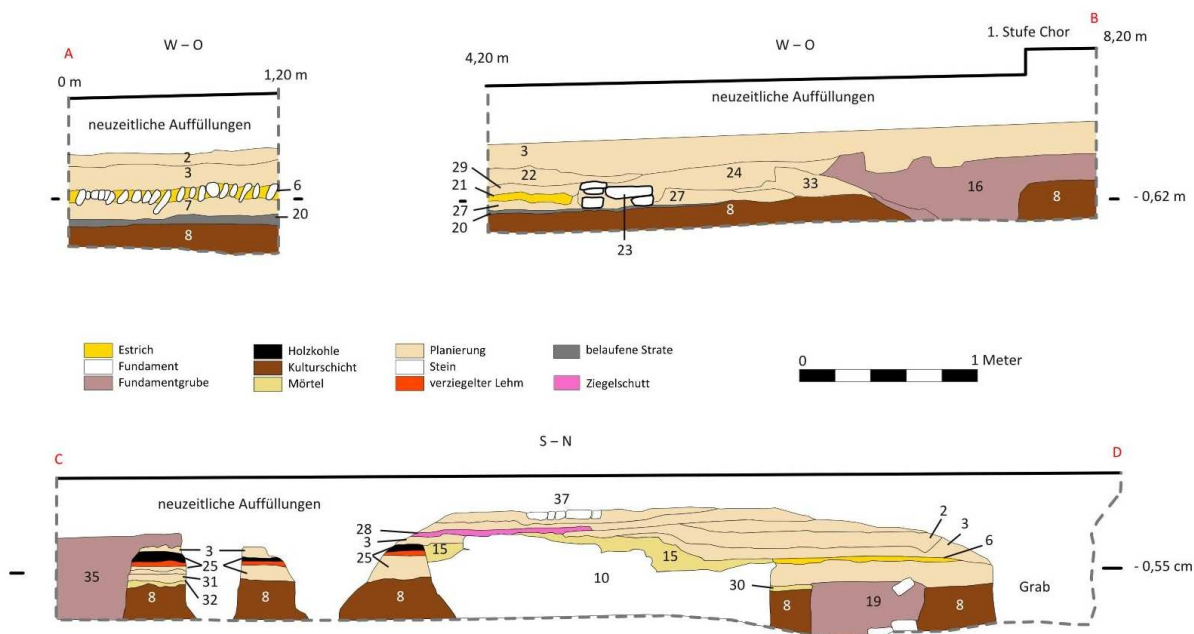 A
W – O
0 m
1,20 m
neuzeitliche Auffüllungen
2
3
6
7
20
8
B
W – O
1. Stufe Chor
8,20 m
4,20 m
neuzeitliche Auffüllungen
3
29
22
24
21
33
16
27
27
8
8
20
23
- 0,62 m
Estrich
Fundament
Fundamentgrube
Holzkohle
Kulturschicht
Mörtel
Planierung
Stein
verziegelter Lehm
belaufene Strate
Ziegelschutt
0
1 Meter
S – N
C
D
neuzeitliche Auffüllungen
37
2
28
3
3
3
6
25
25
15
15
35
31
10
30
- 0,55 cm
32
Grab
8
8
8
8
19
8